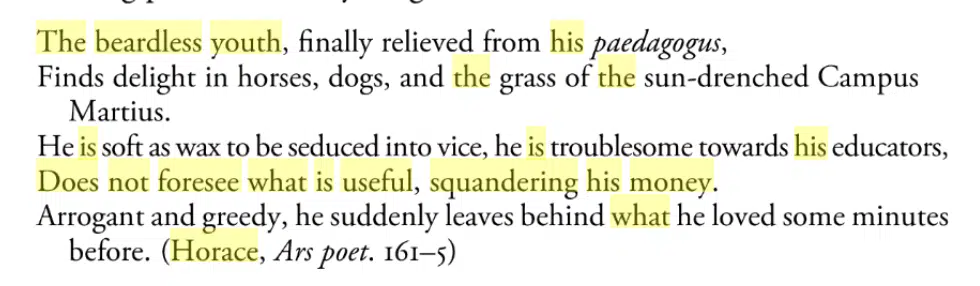 The beardless youth, finally relieved from his paedagogus,
Finds delight in horses, dogs, and the grass of the sun-drenched Campus
Martius.
He is soft as wax to be seduced into vice, he is troublesome towards his educators,
Does not foresee what is useful, squandering his money.
Arrogant and greedy, he suddenly leaves behind what he loved some minutes
before. (Horace, Ars poet. 161–5)